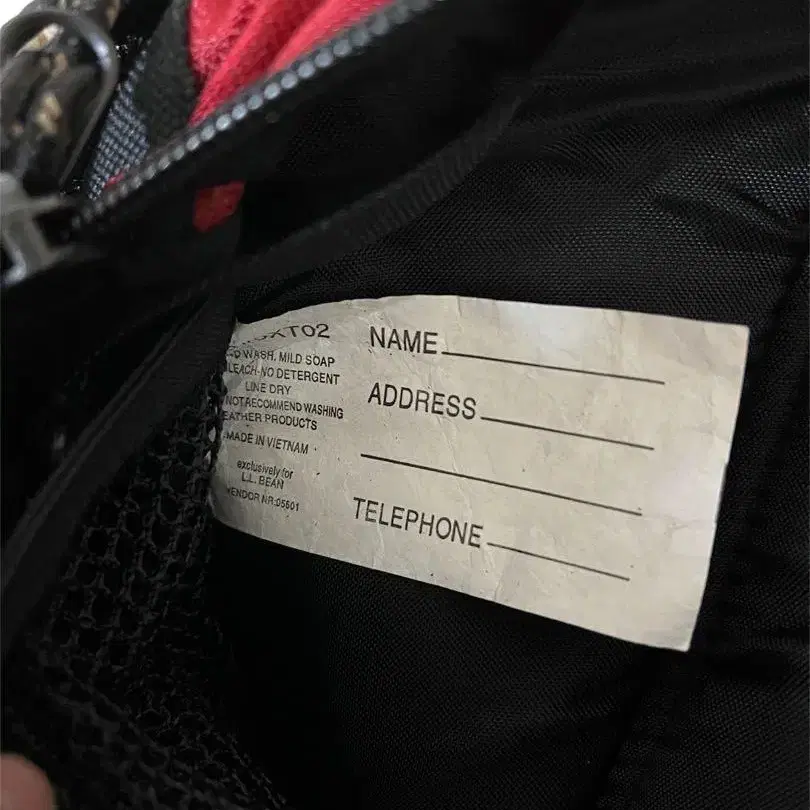 XT02
WASH. MILD SOAP
BLEACH-NO DETERGENT
LINE DRY
NOT RECOMMEND WASHING
LEATHER PRODUCTS
MADE IN VIETNAM
exclusively for
L.L. BEAN
VENDOR NR:05501
NAME
ADDRESS
TELEPHONE